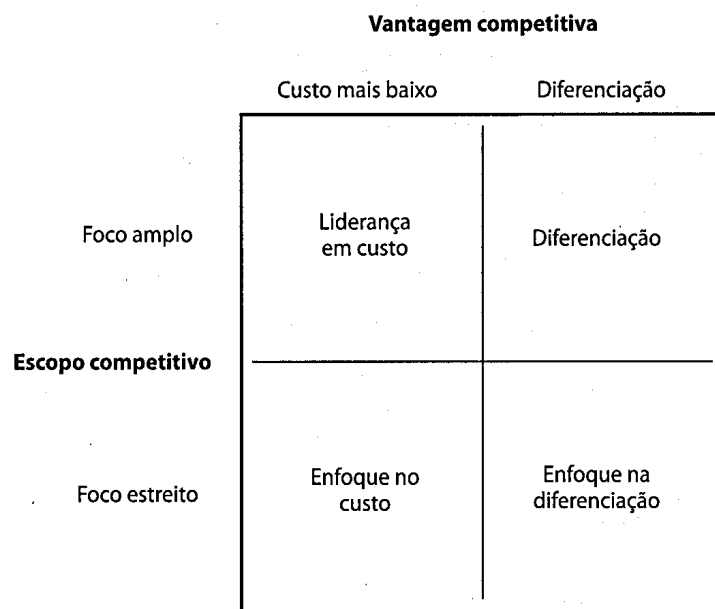 Vantagem competitiva
Custo mais baixo
Diferenciação
Foco amplo
Liderança
em custo
Diferenciação
Escopo competitivo
Foco estreito
Enfoque no
custo
Enfoque na
diferenciação